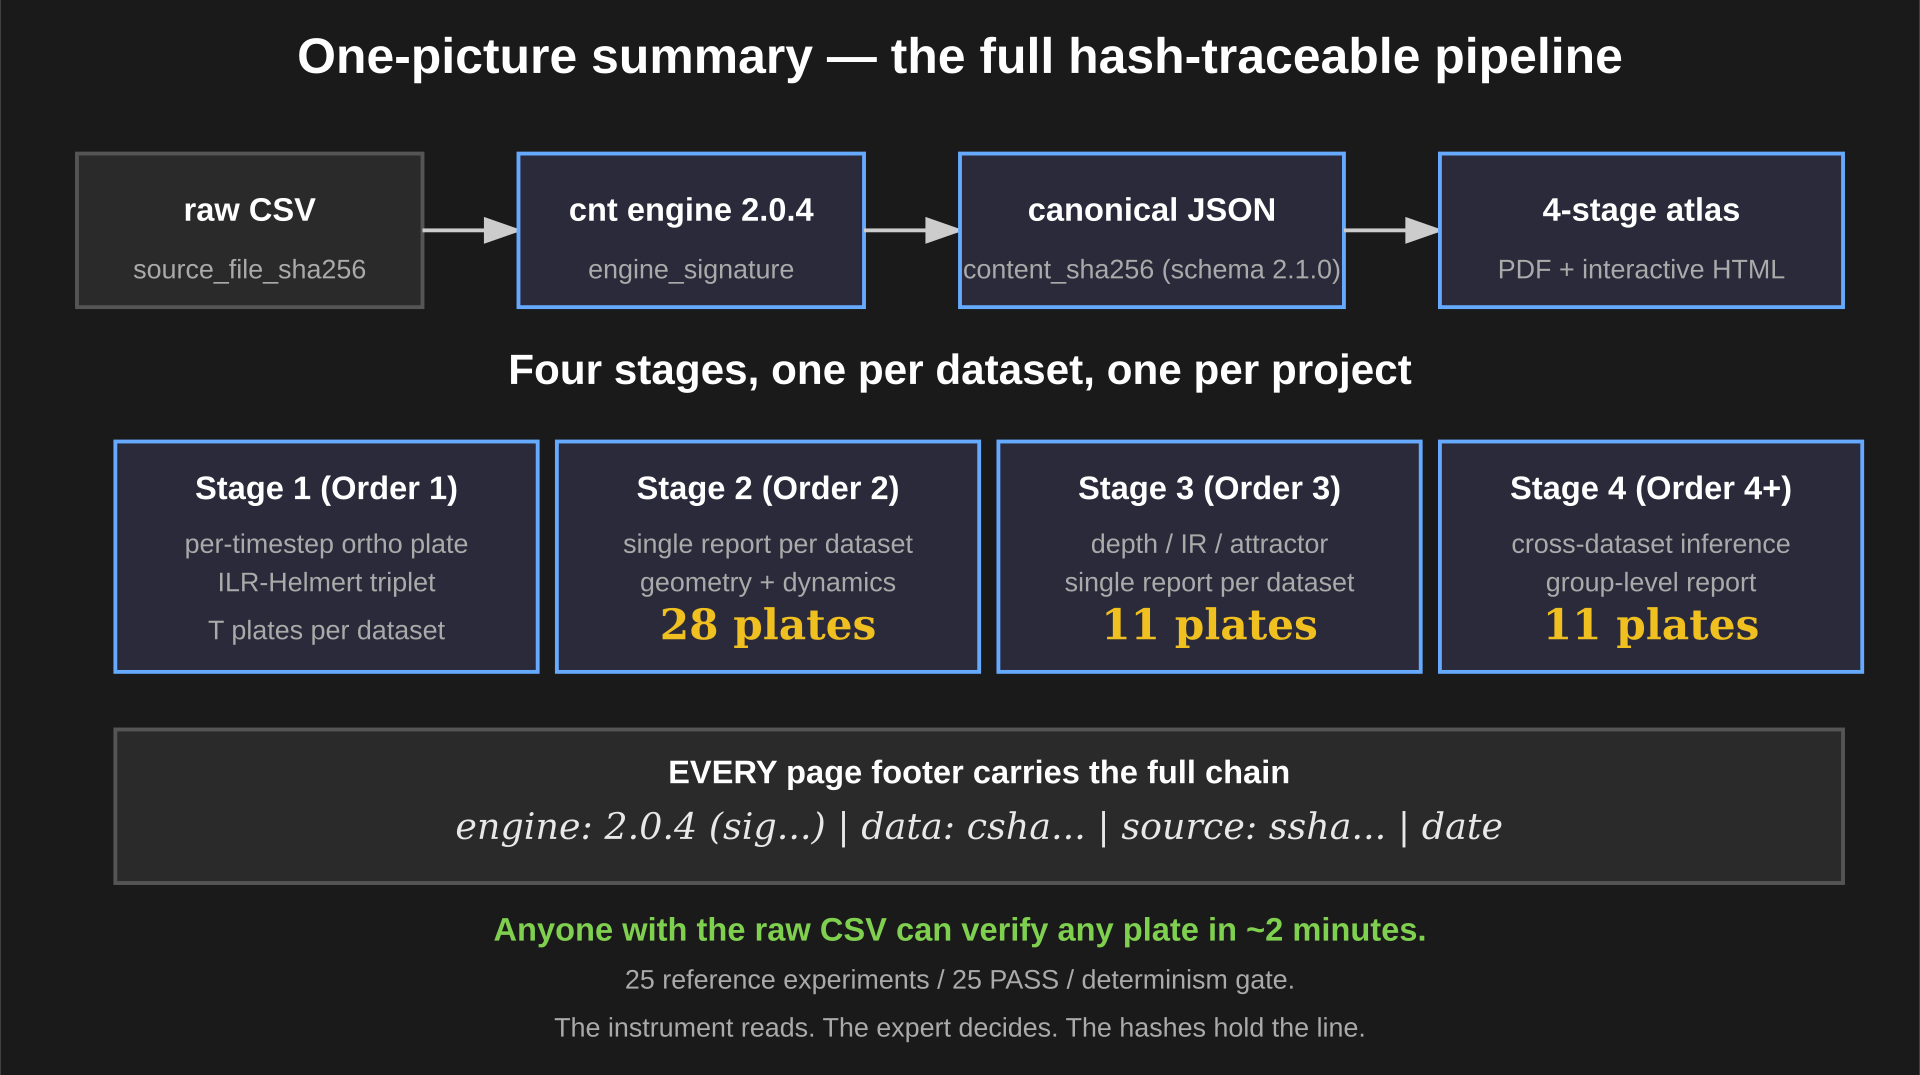 One-picture summary — the full hash-traceable pipeline
raw CSV
source_file_sha256
cnt engine 2.0.4
engine_signature
canonical JSON
content_sha256 (schema 2.1.0)
4-stage atlas
PDF + interactive HTML
Four stages, one per dataset, one per project
Stage 1 (Order 1)
per-timestep ortho plate
ILR-Helmert triplet
T plates per dataset
Stage 2 (Order 2)
single report per dataset
geometry + dynamics
28 plates
Stage 3 (Order 3)
depth / IR / attractor
single report per dataset
11 plates
Stage 4 (Order 4+)
cross-dataset inference
group-level report
11 plates
EVERY page footer carries the full chain
engine: 2.0.4 (sig...) | data: csha... | source: ssha... | date
Anyone with the raw CSV can verify any plate in ~2 minutes.
25 reference experiments / 25 PASS / determinism gate.
The instrument reads. The expert decides. The hashes hold the line.